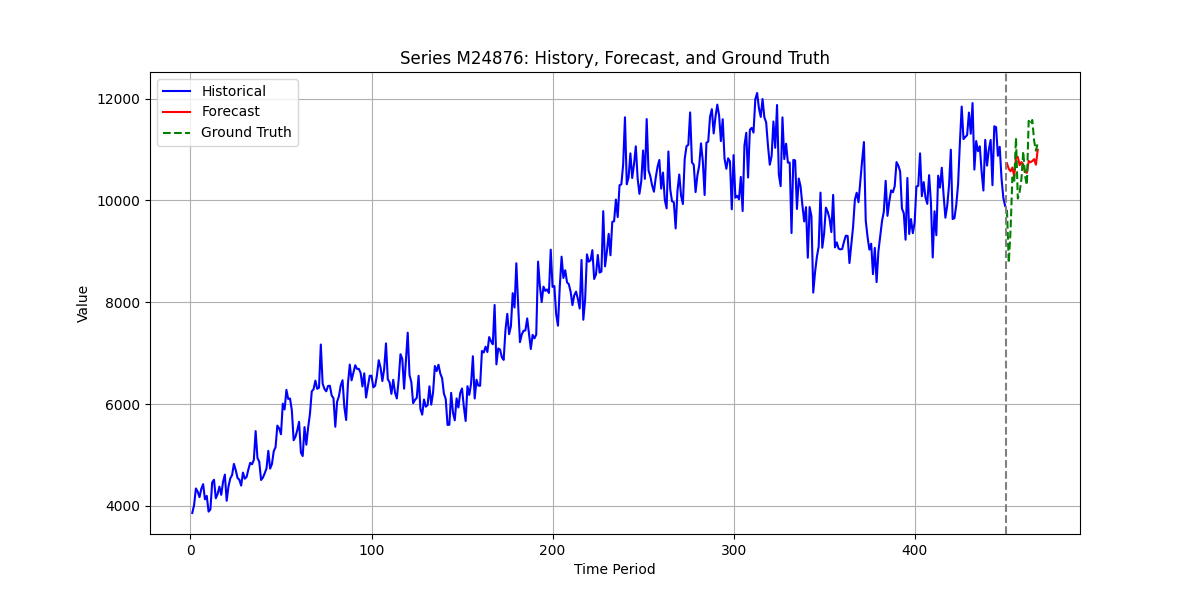 Series M24876: History, Forecast, and Ground Truth
Historical
Forecast
Ground Truth
12000
10000
8000
6000
4000
Value
0
100
200
300
400
Time Period